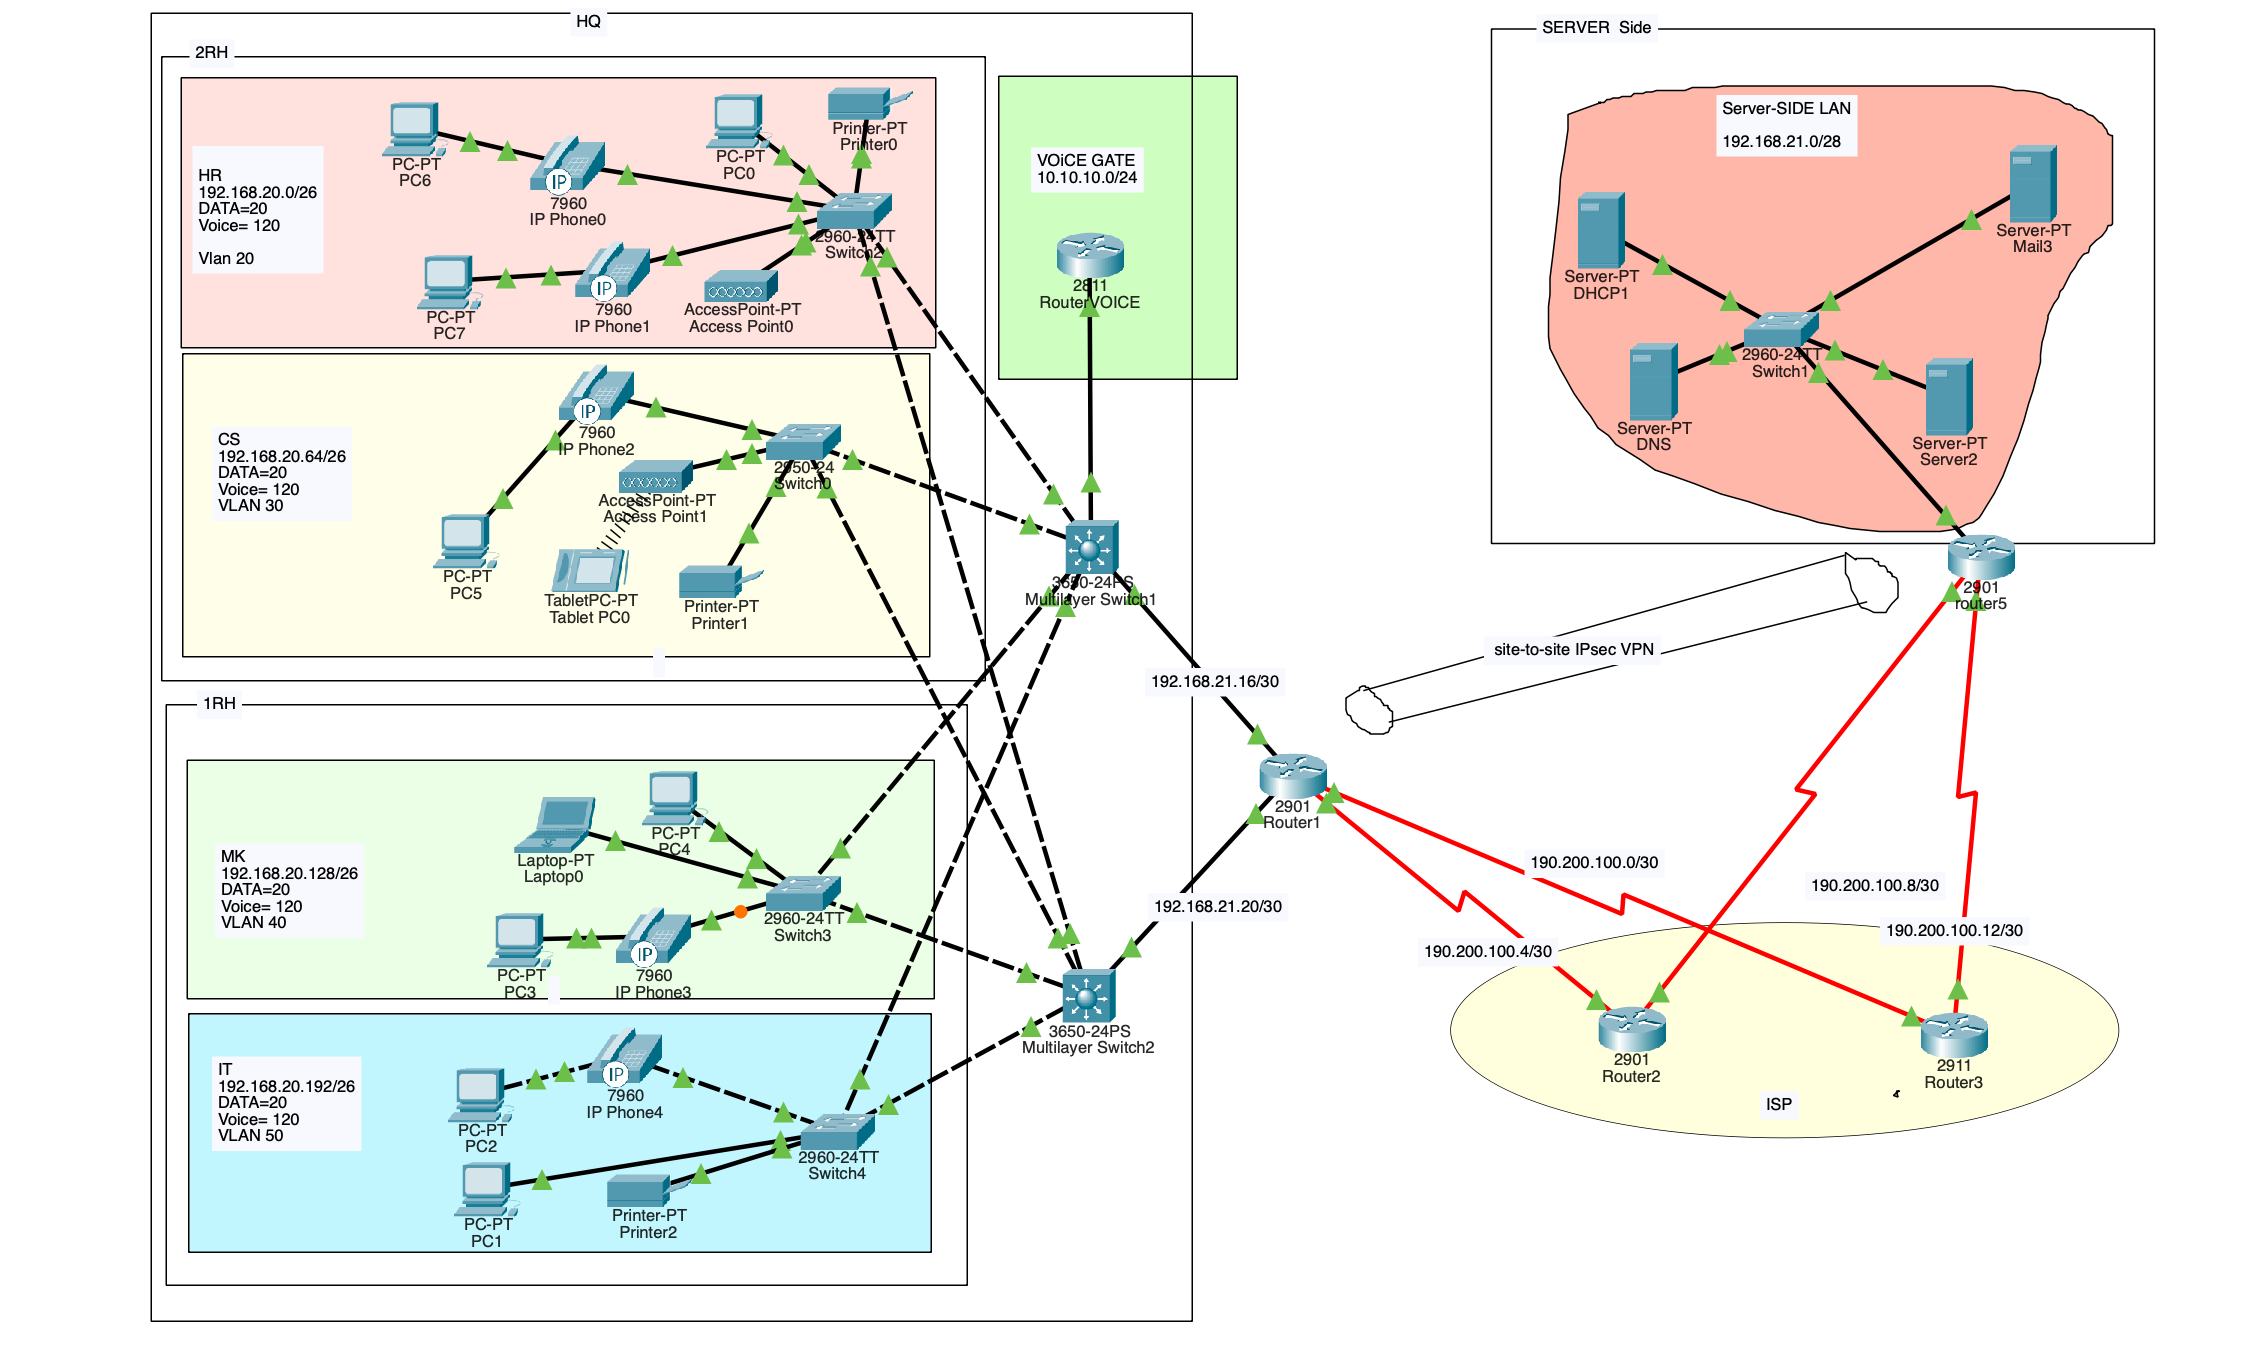 HQ
2RH
HR
192.168.20.0/26
DATA=20
Voice= 120
Vlan 20
PC-PT
PC6
IP
7960
IP Phone0
PC-PT
PC0
Printer-PT
Printer0
2960-24TT
Switch2
PC-PT
PC7
IP
7960
IP Phone1
AccessPoint-PT
Access Point0
CS
192.168.20.64/26
DATA=20
Voice= 120
VLAN 30
IP
7960
IP Phone2
2950-24
Switch0
AccessPoint-PT
Access Point1
PC-PT
PC5
TabletPC-PT
Tablet PC0
Printer-PT
Printer1
1RH
MK
192.168.20.128/26
DATA=20
Voice= 120
VLAN 40
Laptop-PT
Laptop0
PC-PT
PC4
2960-24TT
Switch3
PC-PT
PC3
IP
7960
IP Phone3
IT
192.168.20.192/26
DATA=20
Voice= 120
VLAN 50
PC-PT
PC2
IP
7960
IP Phone4
2960-24TT
Switch4
PC-PT
PC1
Printer-PT
Printer2
VOiCE GATE
10.10.10.0/24
2811
RouterVOICE
3650-24PS
Multilayer Switch1
3650-24PS
Multilayer Switch2
192.168.21.16/30
2901
Router1
192.168.21.20/30
SERVER Side
Server-SIDE LAN
192.168.21.0/28
Server-PT
DHCP1
Server-PT
Mail3
2960-24TT
Switch1
Server-PT
DNS
Server-PT
Server2
2901
router5
site-to-site IPsec VPN
190.200.100.0/30
190.200.100.8/30
190.200.100.4/30
190.200.100.12/30
2901
Router2
2911
Router3
ISP